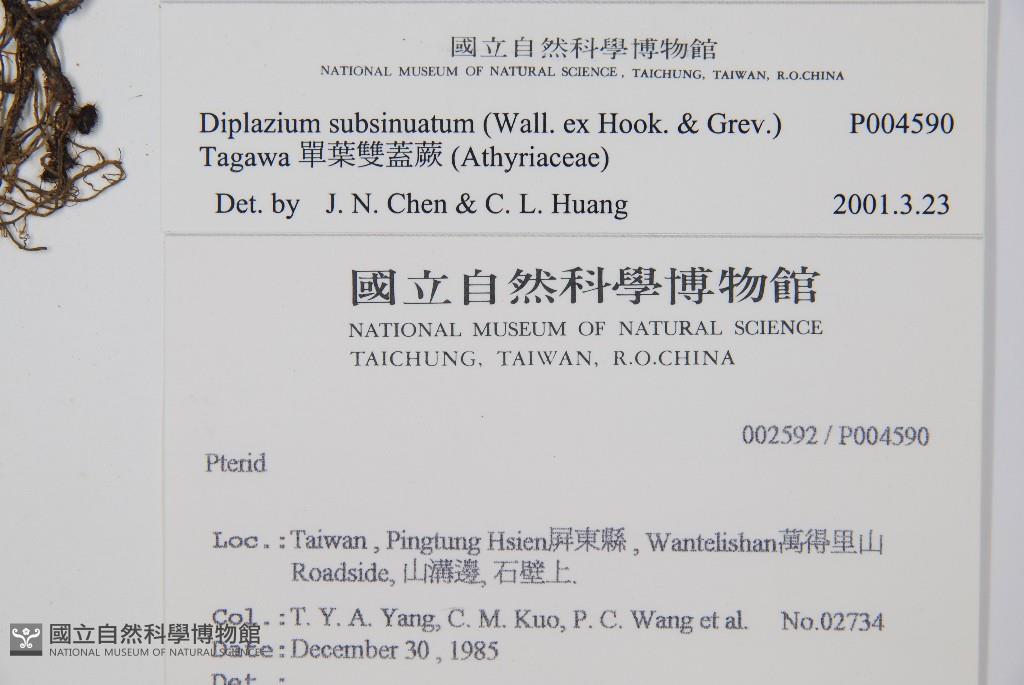 國立自然科學博物館
NATIONAL MUSEUM OF NATURAL SCIENCE, TAICHUNG, TAIWAN, R.O.CHINA
Diplazium subsinuatum (Wall. ex Hook. & Grev.) P004590
Tagawa 單葉雙蓋蕨 (Athyriaceae)
Det. by J. N. Chen & C. L. Huang 2001.3.23
國立自然科學博物館
NATIONAL MUSEUM OF NATURAL SCIENCE
TAICHUNG, TAIWAN, R.O.CHINA
002592 / P004590
Pterid
Loc.: Taiwan , Pingtung Hsien屏東縣 , Wantelishan萬得里山
Roadside, 山溝邊, 石壁上.
Col.: T. Y. A. Yang, C. M. Kuo, P. C. Wang et al. No.02734
Date: December 30 , 1985
Det.:
國立自然科學博物館
NATIONAL MUSEUM OF NATURAL SCIENCE